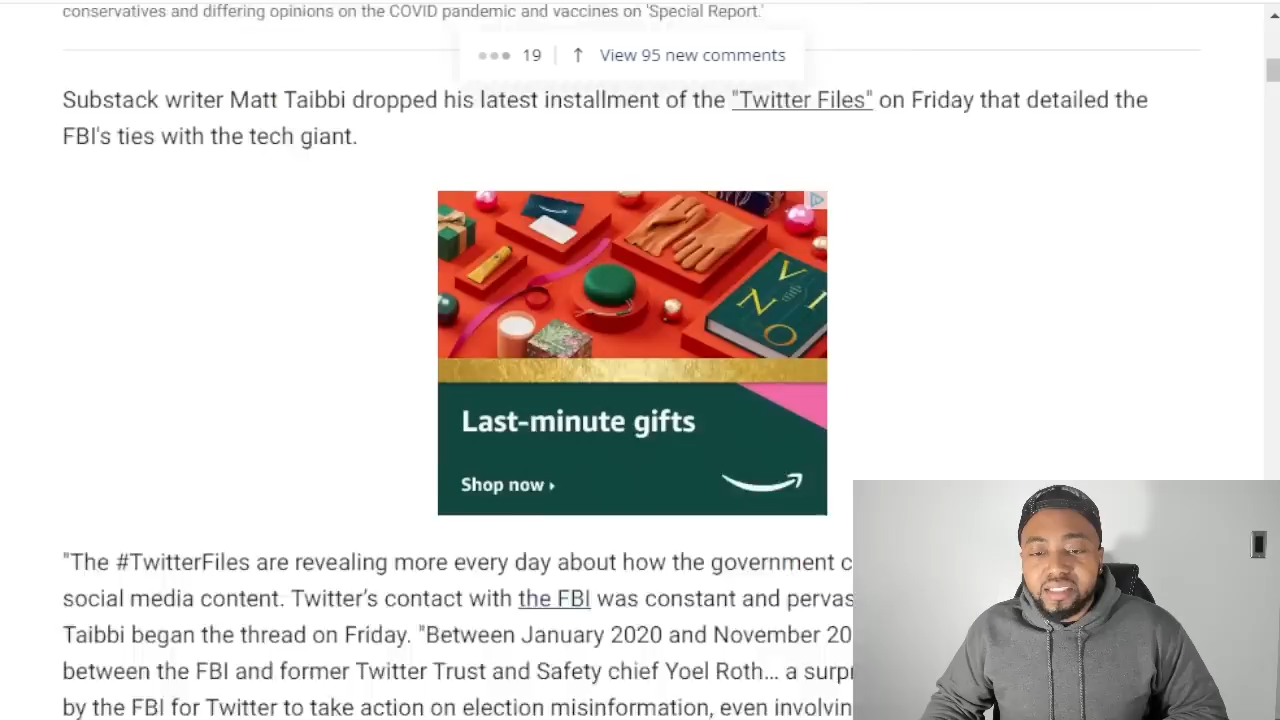 conservatives and differing opinions on the COVID pandemic and vaccines on 'Special Report.'
19
View 95 new comments
Substack writer Matt Taibbi dropped his latest installment of the "Twitter Files" on Friday that detailed the
FBI's ties with the tech giant.
V
I
N
O
Last-minute gifts
Shop now
"The #TwitterFiles are revealing more every day about how the government c
social media content. Twitter's contact with the FBI was constant and pervas
Taibbi began the thread on Friday. "Between January 2020 and November 20
between the FBI and former Twitter Trust and Safety chief Yoel Roth... a surpr
by the FBI for Twitter to take action on election misinformation, even involvin